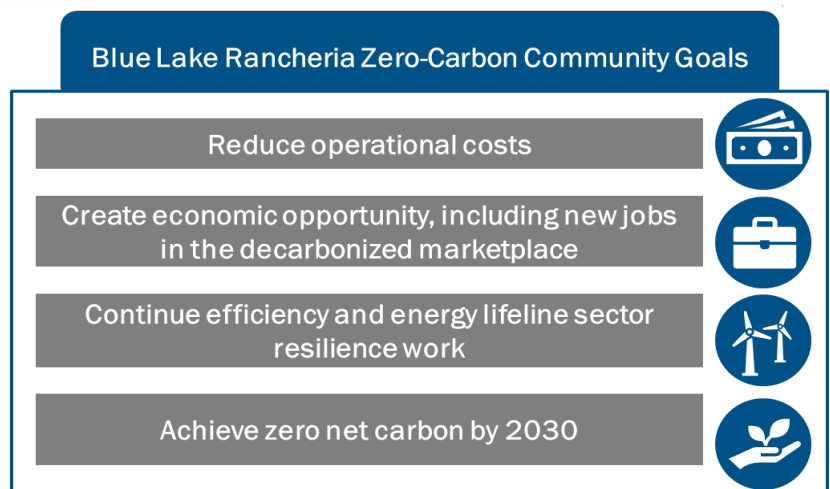 Blue Lake Rancheria Zero-Carbon Community Goals
Reduce operational costs
Create economic opportunity, including new jobs
in the decarbonized marketplace
Continue efficiency and energy lifeline sector
resilience work
Achieve zero net carbon by 2030